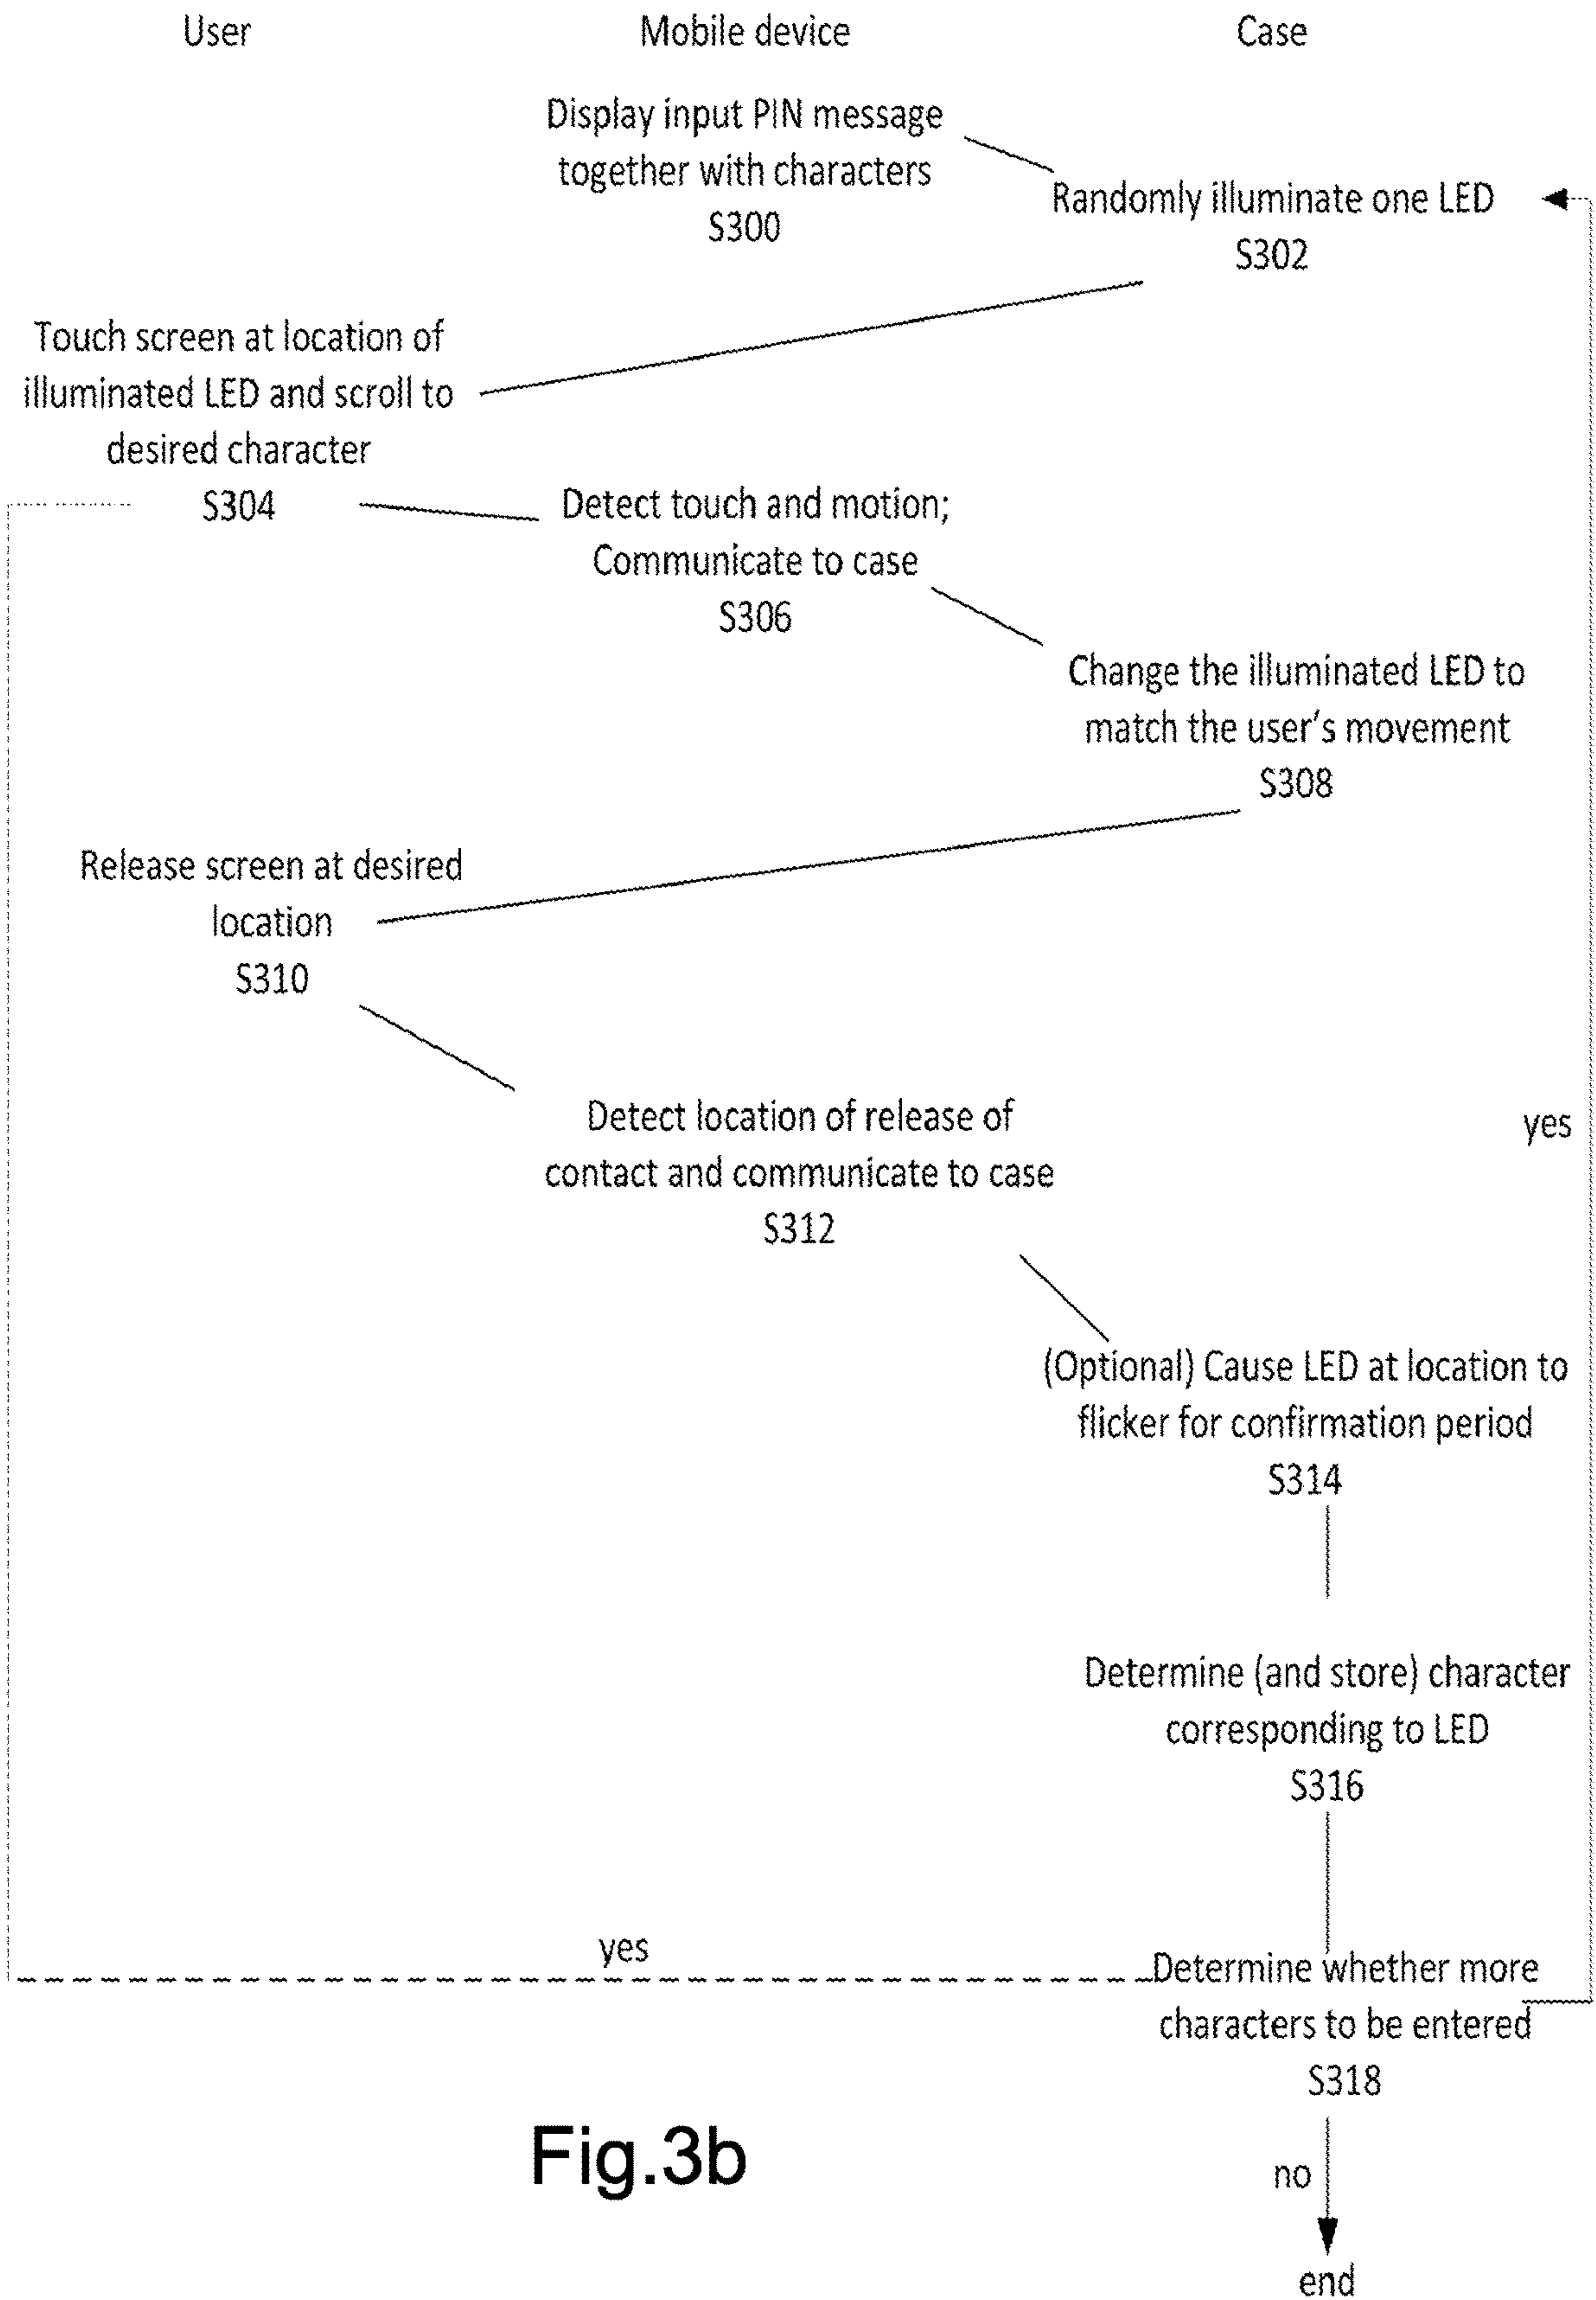 User
Mobile device
Case
Display input PIN message
together with characters
S300
Randomly illuminate one LED
S302
Touch screen at location of
illuminated LED and scroll to
desired character
S304
Detect touch and motion;
Communicate to case
S306
Change the illuminated LED to
match the user's movement
S308
Release screen at desired
location
S310
Detect location of release of
contact and communicate to case
S312
yes
(Optional) Cause LED at location to
flicker for confirmation period
S314
Determine (and store) character
corresponding to LED
S316
yes
Determine whether more
characters to be entered
S318
no
end
Fig.3b